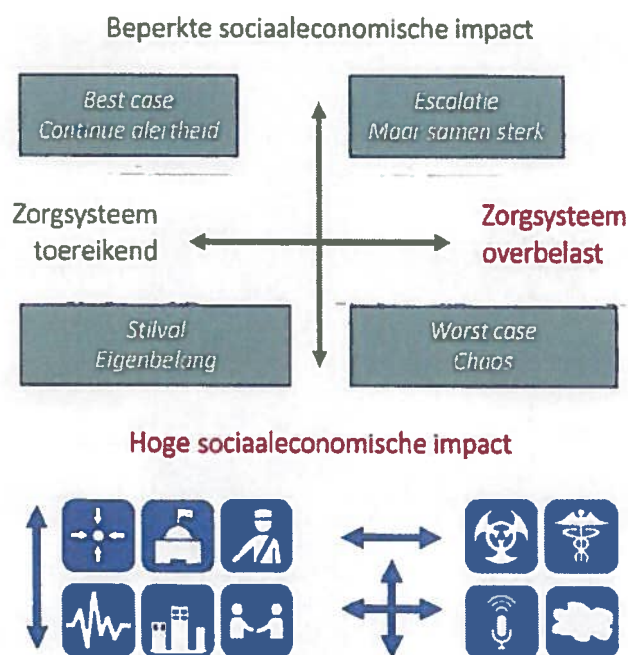 Beperkte sociaaleconomische impact
Best case
Continue alertheid
Escalatie
Maar samen sterk
Zorgsysteem
toereikend
Zorgsysteem
overbelast
Stilval
Eigenbelang
Worst case
Chaos
Hoge sociaaleconomische impact